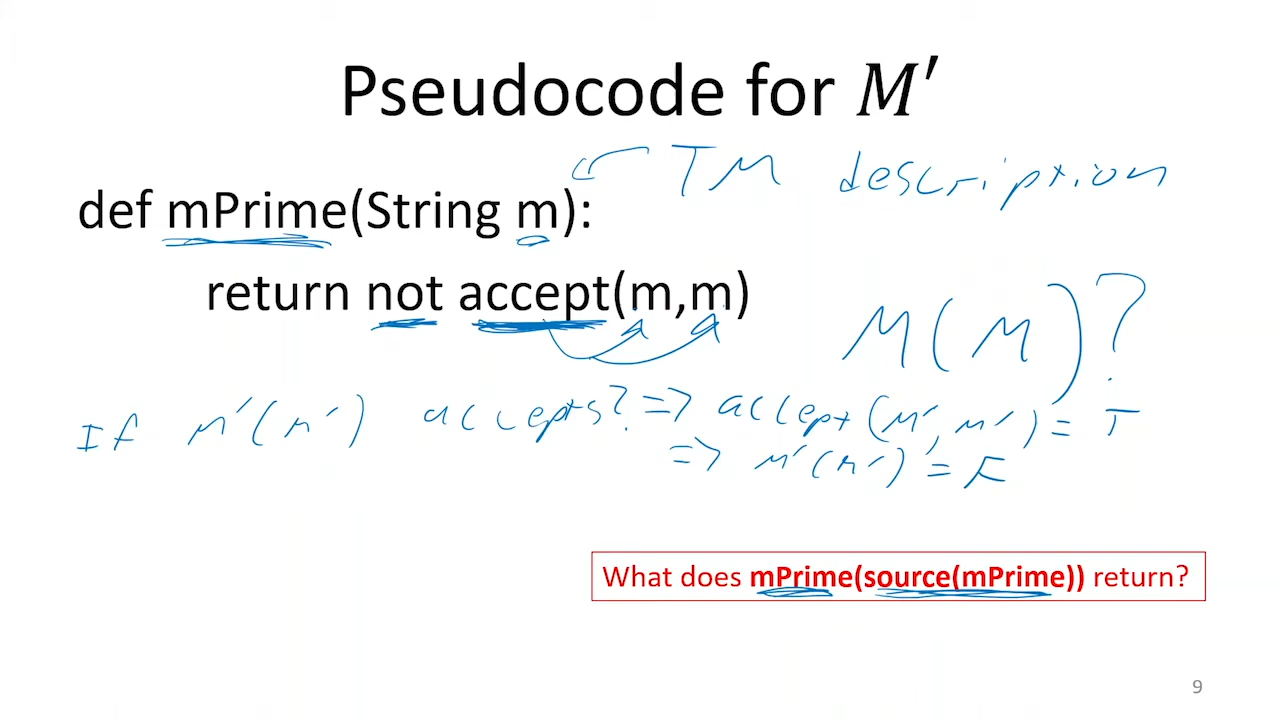 Pseudocode for M′
TM description
def mPrime(String m):
return not accept(m,m)
M(M)?
If M'(M') accepts? => accept(M', M') = T
=> M'(M') = F
What does mPrime(source(mPrime)) return?
9